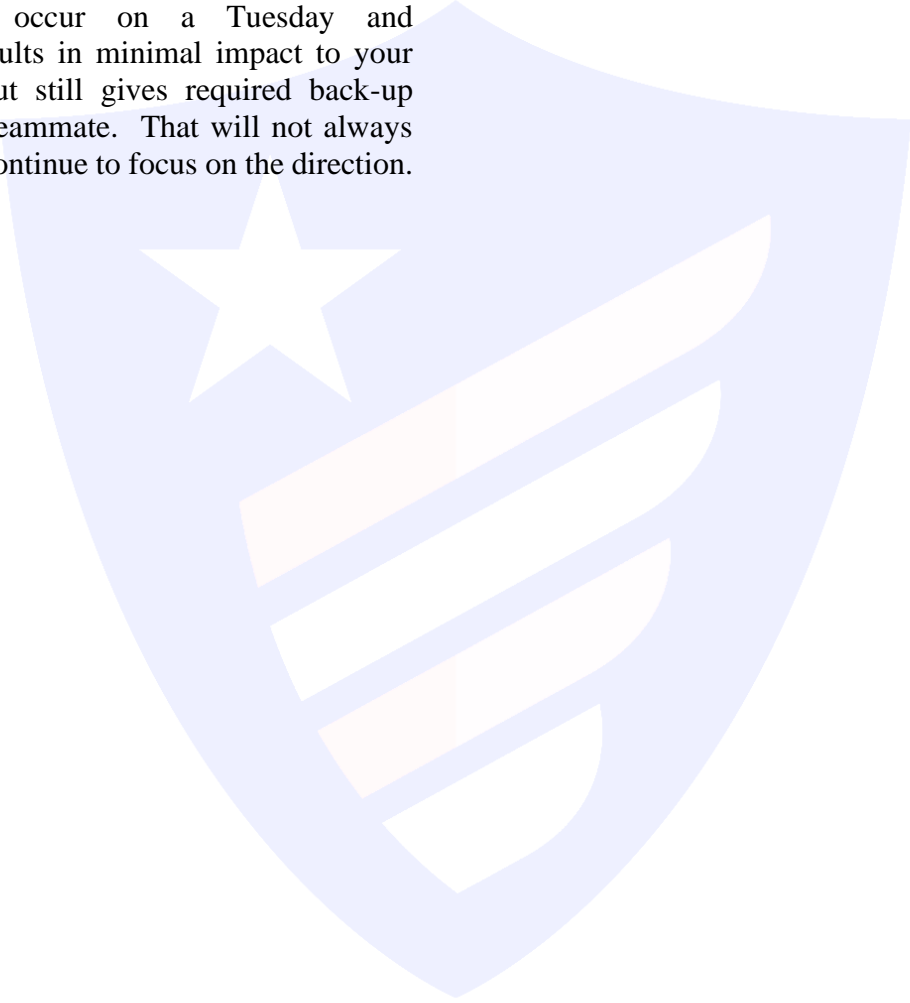 occur on a Tuesday and
ults in minimal impact to your
ut still gives required back-up
eammate. That will not always
ontinue to focus on the direction.